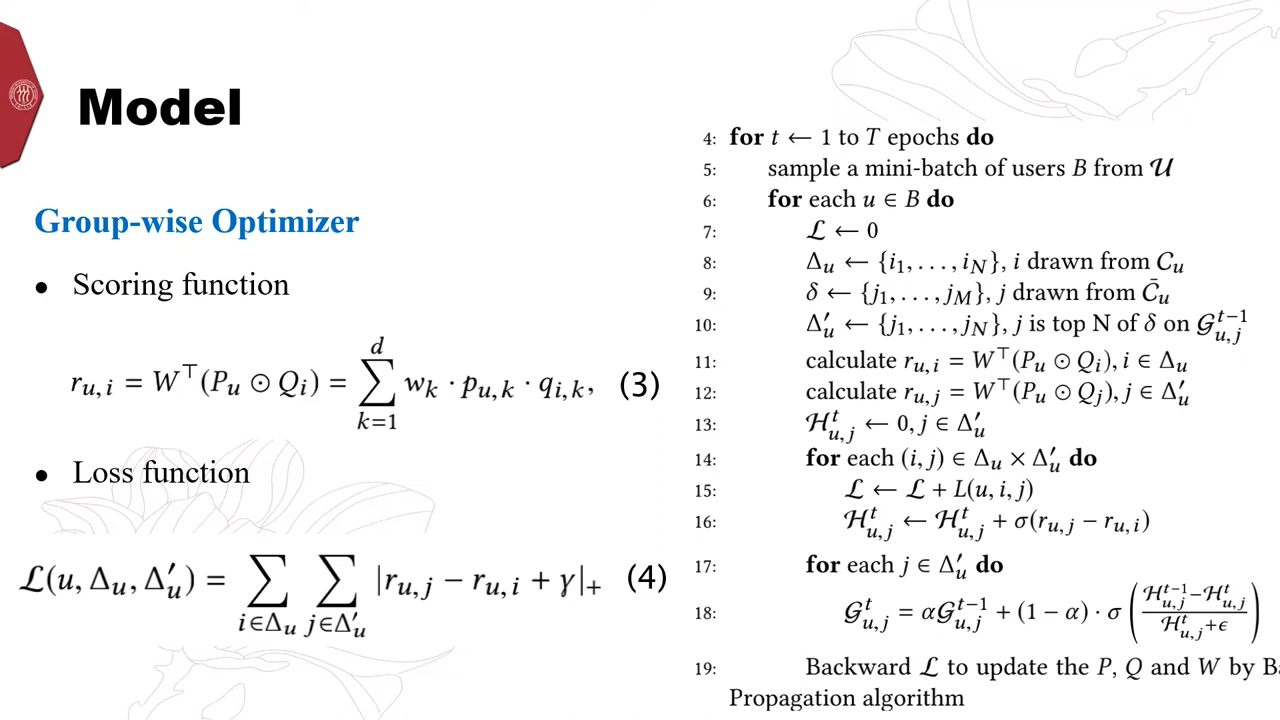 Model
Group-wise Optimizer
● Scoring function
r_{u,i} = W^⊤(P_u ⊙ Q_i) = ∑_{k=1}^{d} w_k · p_{u,k} · q_{i,k}, (3)
● Loss function
ℒ(u, Δ_u, Δ′_u) = ∑_{i∈Δ_u} ∑_{j∈Δ′_u} |r_{u,j} − r_{u,i} + γ|_+ (4)
4: for t ← 1 to T epochs do
5: sample a mini-batch of users B from 𝒰
6: for each u ∈ B do
7: ℒ ← 0
8: Δ_u ← {i_1, . . . , i_N}, i drawn from C_u
9: δ ← {j_1, . . . , j_M}, j drawn from C̄_u
10: Δ′_u ← {j_1, . . . , j_N}, j is top N of δ on 𝒢^{t−1}_{u,j}
11: calculate r_{u,i} = W^⊤(P_u ⊙ Q_i), i ∈ Δ_u
12: calculate r_{u,j} = W^⊤(P_u ⊙ Q_j), j ∈ Δ′_u
13: ℋ^t_{u,j} ← 0, j ∈ Δ′_u
14: for each (i, j) ∈ Δ_u × Δ′_u do
15: ℒ ← ℒ + L(u, i, j)
16: ℋ^t_{u,j} ← ℋ^t_{u,j} + σ(r_{u,j} − r_{u,i})
17: for each j ∈ Δ′_u do
18: 𝒢^t_{u,j} = α𝒢^{t−1}_{u,j} + (1 − α) · σ((ℋ^{t−1}_{u,j} − ℋ^t_{u,j}) / (ℋ^t_{u,j} + ϵ))
19: Backward ℒ to update the P, Q and W by Ba
Propagation algorithm